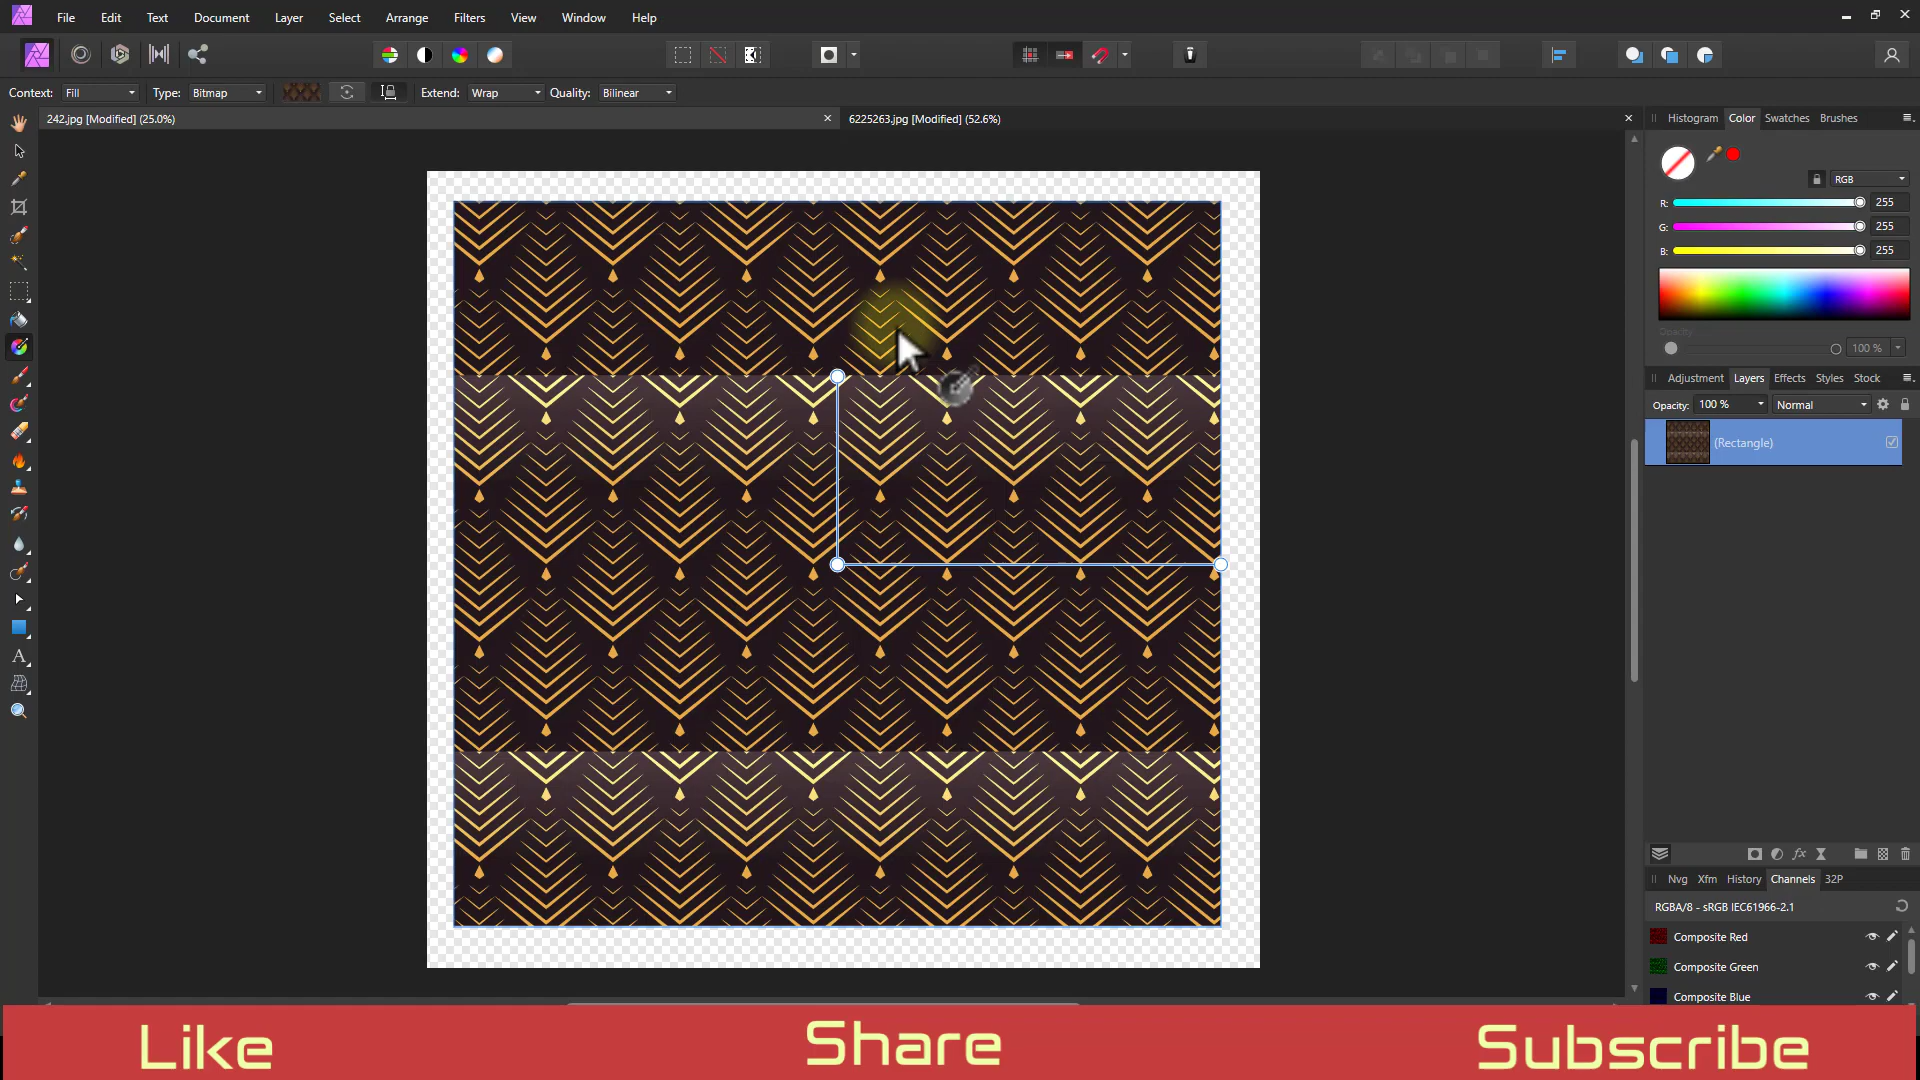 File Edit Text Document Layer Select Arrange Filters View Window Help
Context: Fill Type: Bitmap Extend: Wrap Quality: Bilinear
242.jpg [Modified] (25.0%) 6225263.jpg [Modified] (52.6%)
Histogram Color Swatches Brushes
RGB
R: 255
G: 255
B: 255
Opacity
100 %
Adjustment Layers Effects Styles Stock
Opacity: 100 % Normal
(Rectangle)
fx
Nvg Xfm History Channels 32P
RGBA/8 - sRGB IEC61966-2.1
Composite Red
Composite Green
Composite Blue
Like Share Subscribe